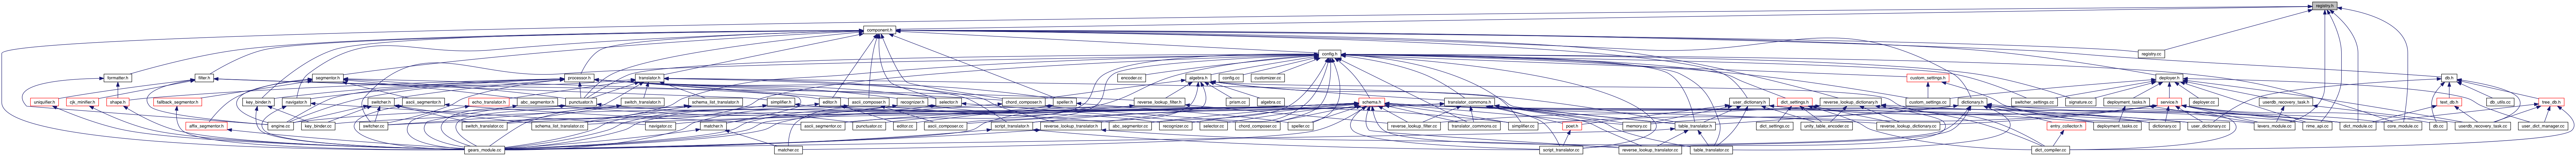 registry.h
component.h
registry.cc
config.h
formatter.h
filter.h
segmentor.h
processor.h
translator.h
encoder.cc
algebra.h
config.cc
customizer.cc
custom_settings.h
deployer.h
db.h
uniquifier.h
cjk_minifier.h
shape.h
fallback_segmentor.h
key_binder.h
navigator.h
switcher.h
ascii_segmentor.h
echo_translator.h
abc_segmentor.h
punctuator.h
switch_translator.h
schema_list_translator.h
simplifier.h
editor.h
ascii_composer.h
recognizer.h
selector.h
chord_composer.h
speller.h
reverse_lookup_filter.h
prism.cc
algebra.cc
schema.h
translator_commons.h
user_dictionary.h
dict_settings.h
reverse_lookup_dictionary.h
custom_settings.cc
dictionary.h
switcher_settings.cc
signature.cc
deployment_tasks.h
service.h
deployer.cc
userdb_recovery_task.h
text_db.h
db_utils.cc
tree_db.h
affix_segmentor.h
engine.cc
key_binder.cc
switcher.cc
switch_translator.cc
schema_list_translator.cc
navigator.cc
matcher.h
ascii_segmentor.cc
punctuator.cc
editor.cc
ascii_composer.cc
script_translator.h
reverse_lookup_translator.h
abc_segmentor.cc
recognizer.cc
selector.cc
chord_composer.cc
speller.cc
reverse_lookup_filter.cc
translator_commons.cc
simplifier.cc
poet.h
memory.cc
table_translator.h
dict_settings.cc
unity_table_encoder.cc
reverse_lookup_dictionary.cc
entry_collector.h
deployment_tasks.cc
dictionary.cc
user_dictionary.cc
levers_module.cc
rime_api.cc
dict_module.cc
core_module.cc
db.cc
userdb_recovery_task.cc
user_dict_manager.cc
gears_module.cc
matcher.cc
script_translator.cc
reverse_lookup_translator.cc
table_translator.cc
dict_compiler.cc